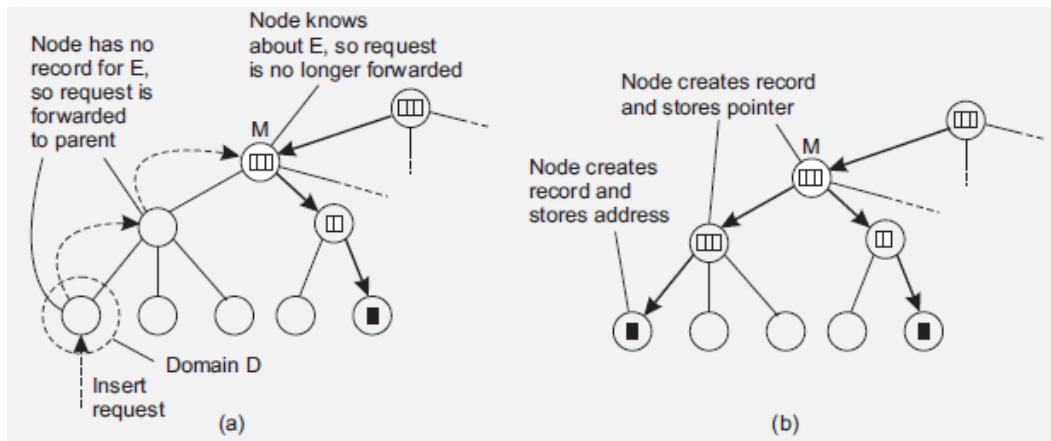 Node has no
record for E,
so request is
forwarded
to parent
Node knows
about E, so request
is no longer forwarded
M
Domain D
Insert
request
(a)
Node creates record
and stores pointer
M
Node creates
record and
stores address
(b)